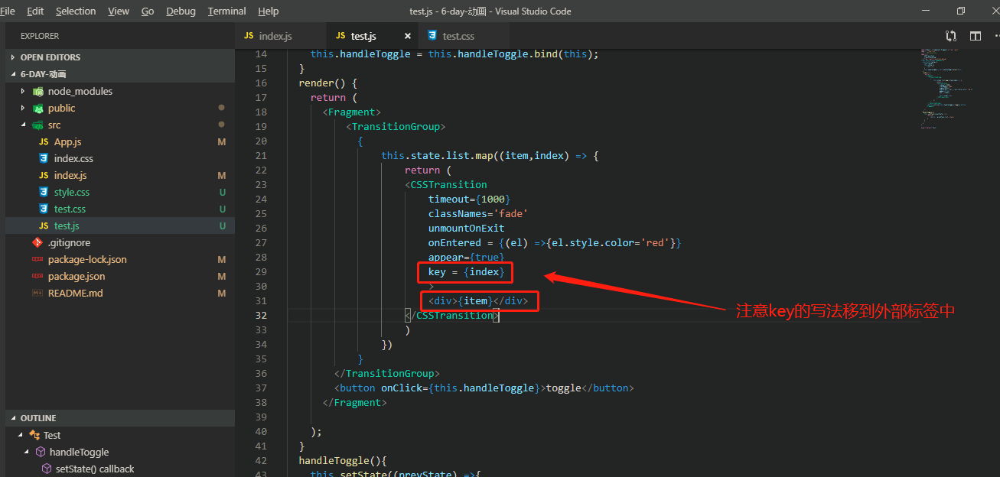 File Edit Selection View Go Debug Terminal Help test.js - 6-day-动画 - Visual Studio Code
EXPLORER
OPEN EDITORS
6-DAY-动画
node_modules
public
src
App.js M
index.css
index.js M
style.css U
test.css U
test.js U
.gitignore
package-lock.json M
package.json M
README.md M
OUTLINE
Test
handleToggle
setState() callback
JS index.js JS test.js × test.css
14 this.handleToggle = this.handleToggle.bind(this);
15 }
16 render() {
17 return (
18 <Fragment>
19 <TransitionGroup>
20 {
21 this.state.list.map((item,index) => {
22 return (
23 <CSSTransition
24 timeout={1000}
25 classNames='fade'
26 unmountOnExit
27 onEntered = {(el) =>{el.style.color='red'}}
28 appear={true}
29 key = {index}
30 >
31 <div>{item}</div>
32 </CSSTransition>
33 )
34 })
35 }
36 </TransitionGroup>
37 <button onClick={this.handleToggle}>toggle</button>
38 </Fragment>
39
40 );
41 }
42 handleToggle(){
43 this.setState((prevState) =>{
注意key的写法移到外部标签中